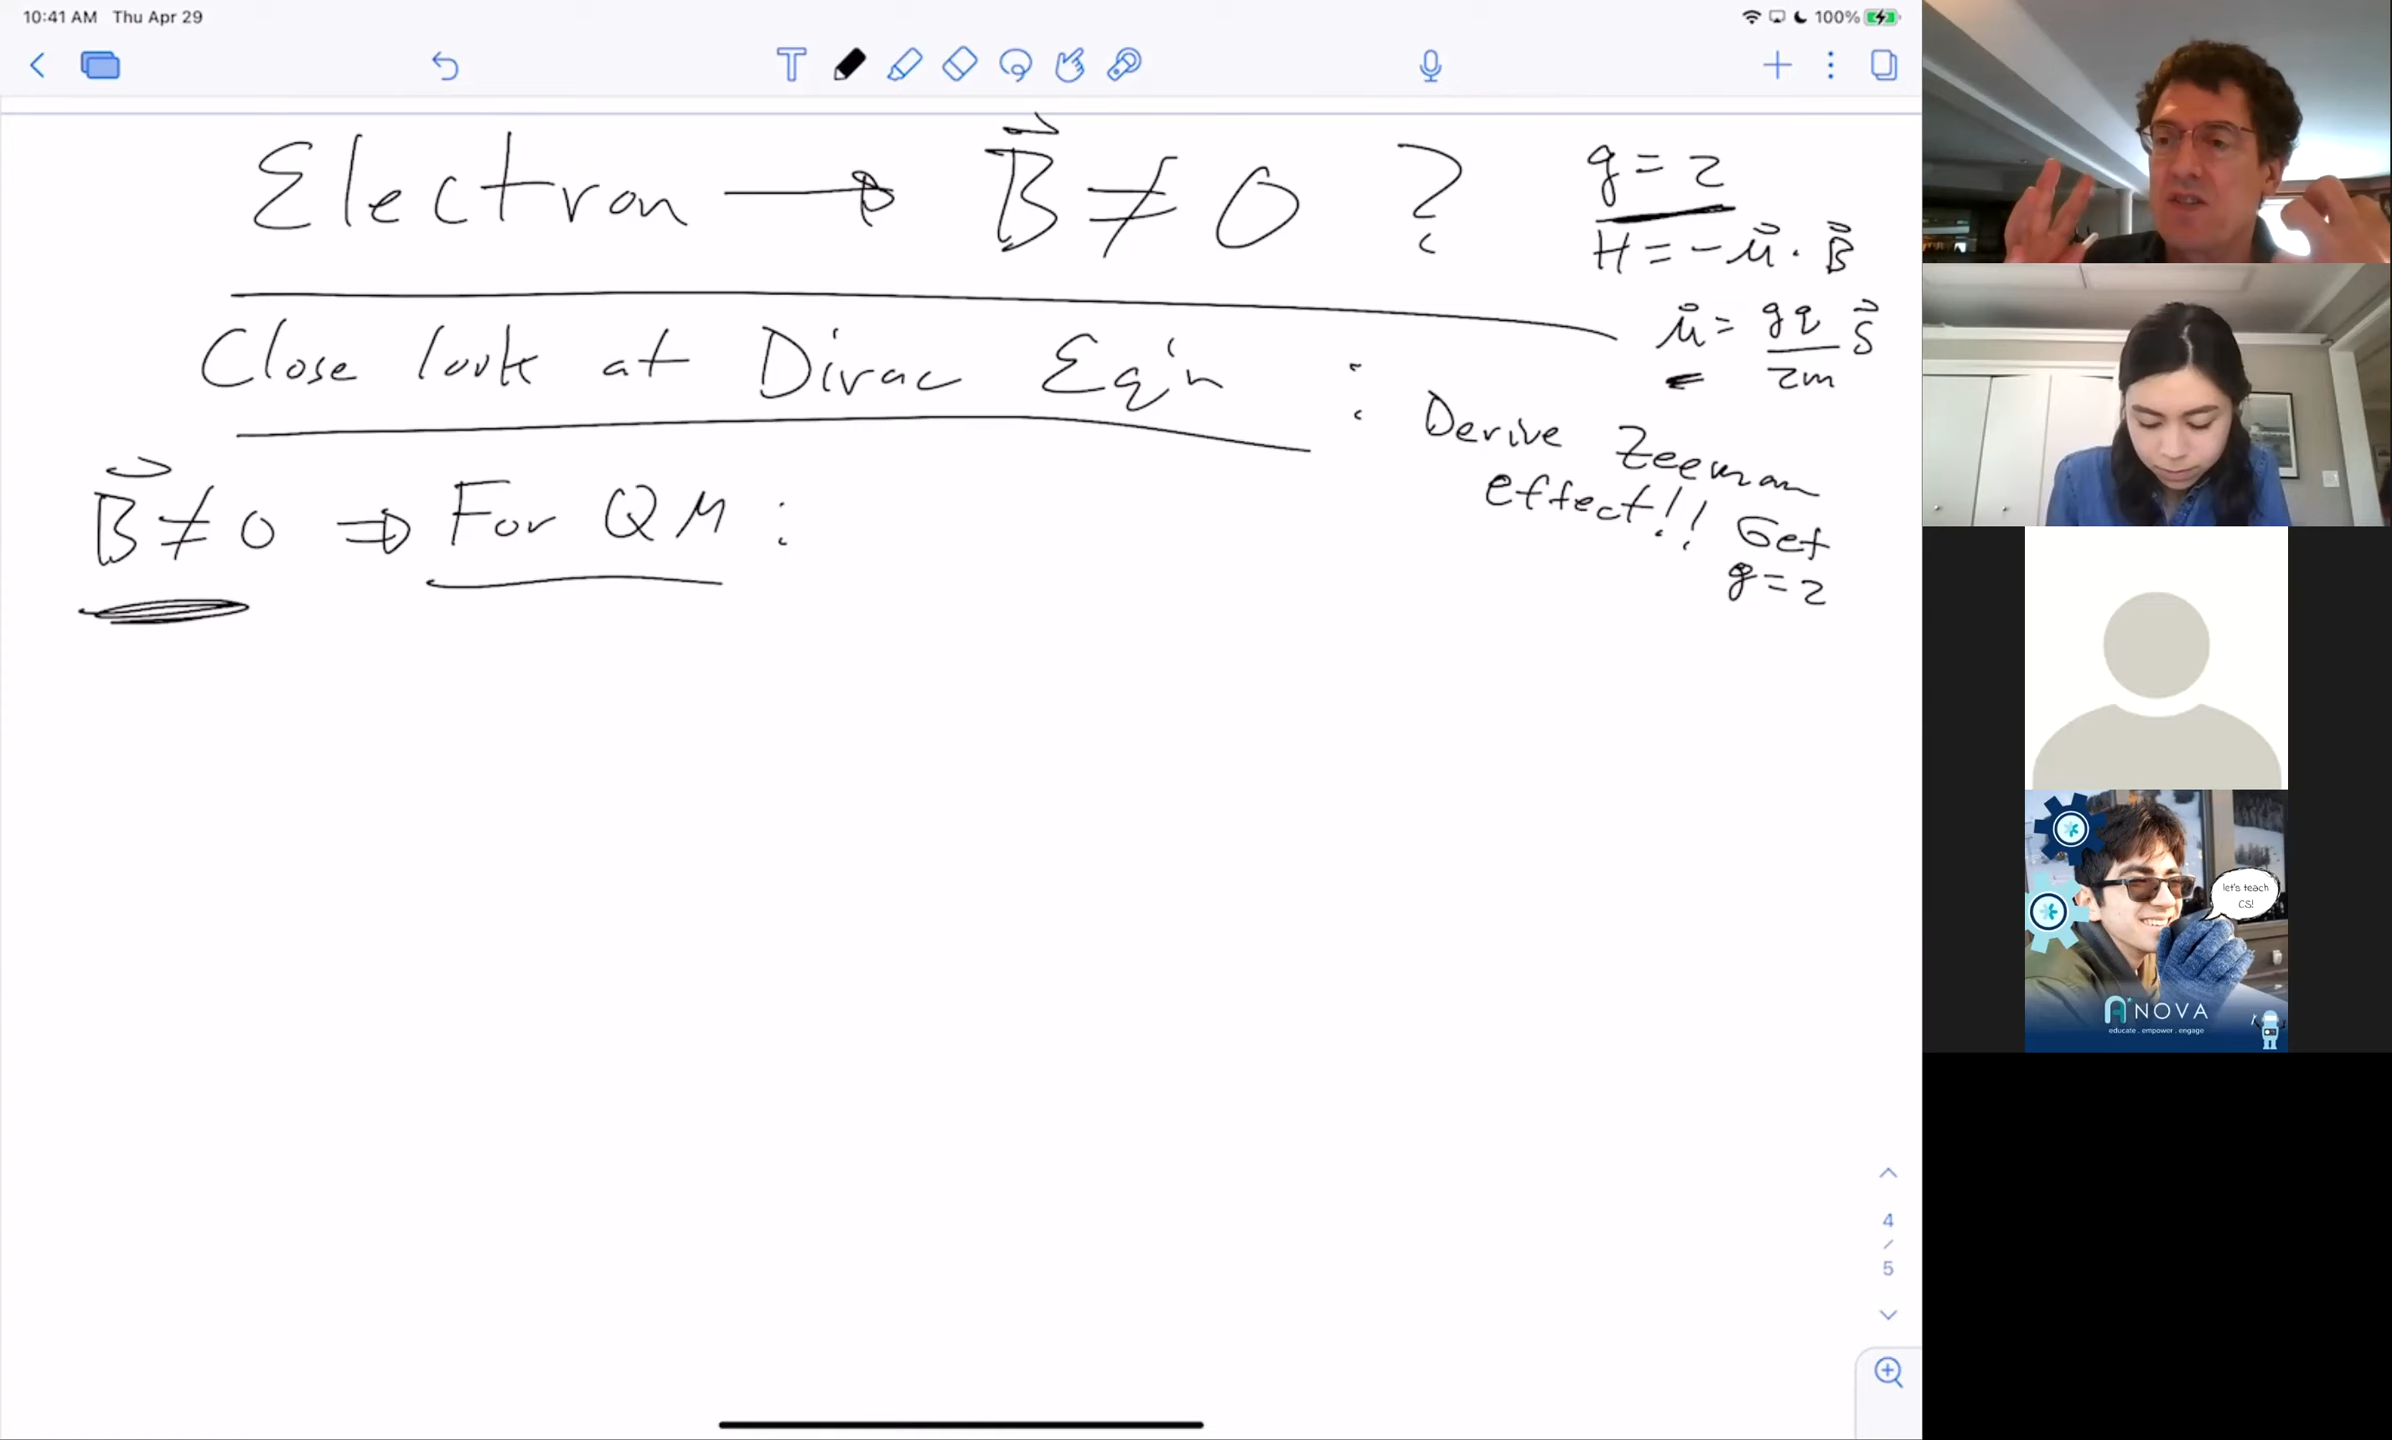 10:41 AM Thu Apr 29
100%
Electron → B⃗ ≠ 0 ?
g = 2
H = -μ⃗ · B⃗
μ⃗ = gq/2m S⃗
Close look at Dirac Eq'n :
Derive Zeeman
effect!! Get
g = 2
B⃗ ≠ 0 ⇒ For QM :
let's teach
CS!
NOVA
educate . empower . engage
4
/
5